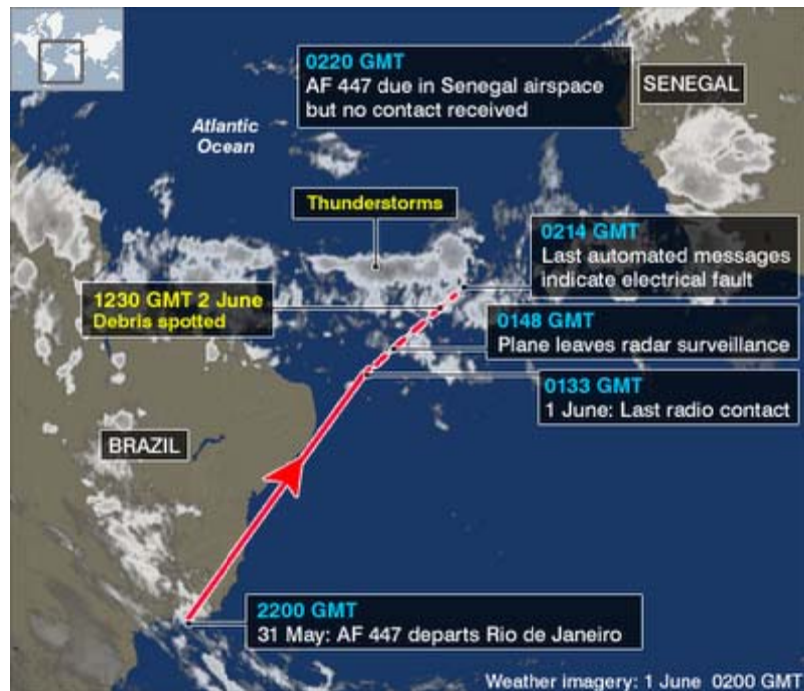 0220 GMT
AF 447 due in Senegal airspace
but no contact received
SENEGAL
Atlantic
Ocean
Thunderstorms
0214 GMT
Last automated messages
indicate electrical fault
1230 GMT 2 June
Debris spotted
0148 GMT
Plane leaves radar surveillance
0133 GMT
1 June: Last radio contact
BRAZIL
2200 GMT
31 May: AF 447 departs Rio de Janeiro
Weather imagery: 1 June 0200 GMT